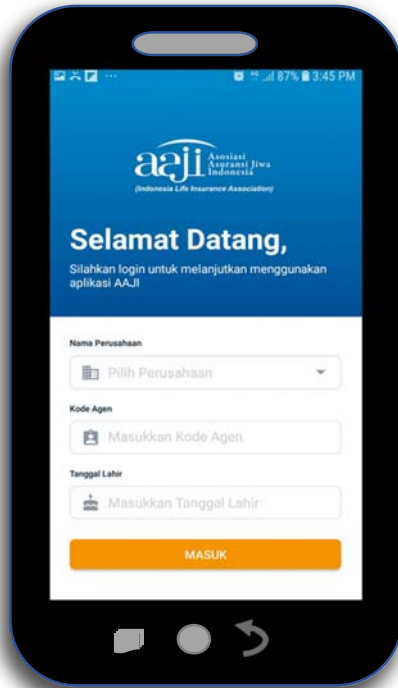 87% 3:45 PM
aaji Asosiasi
Asuransi Jiwa
Indonesia
(Indonesia Life Insurance Association)
Selamat Datang,
Silahkan login untuk melanjutkan menggunakan
aplikasi AAJI
Nama Perusahaan
Pilih Perusahaan
Kode Agen
Masukkan Kode Agen
Tanggal Lahir
Masukkan Tanggal Lahir
MASUK